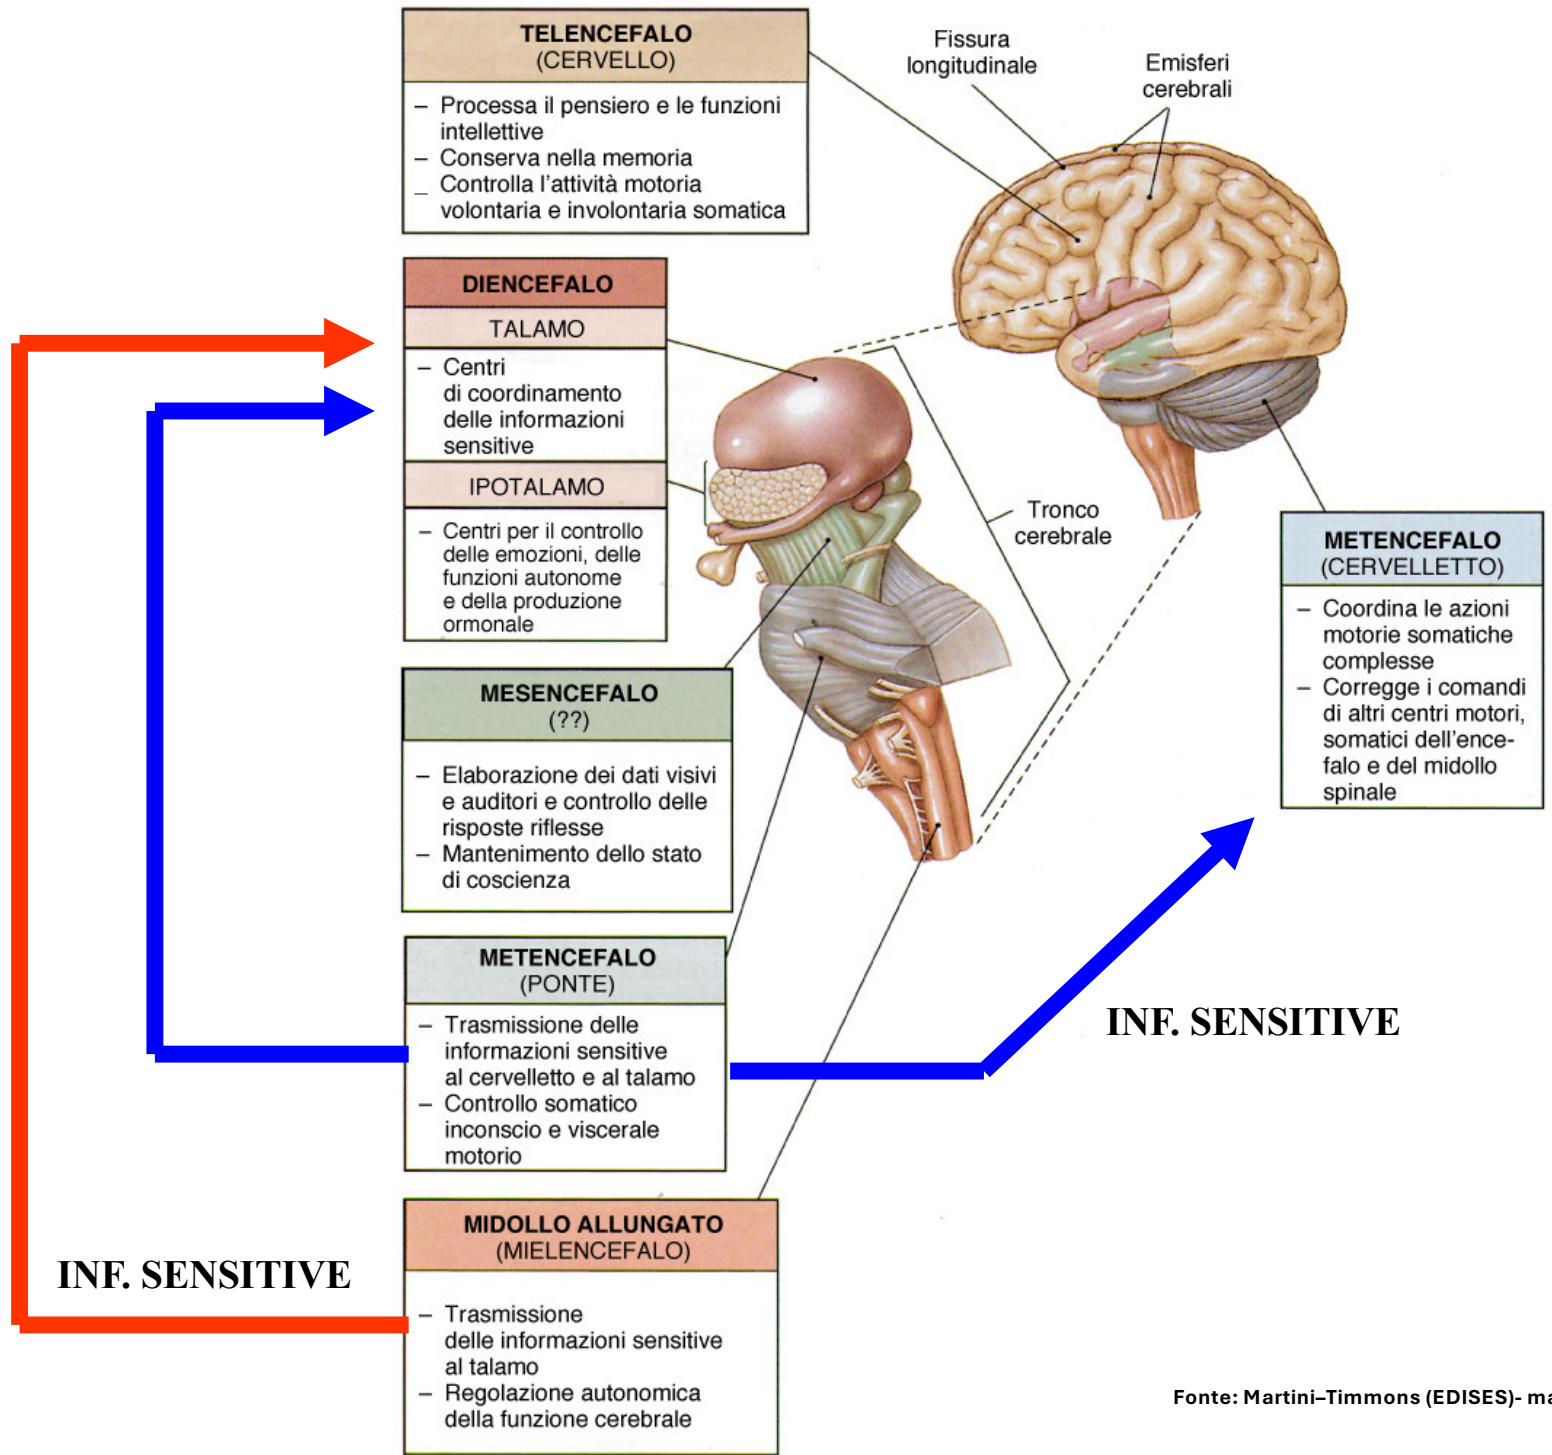 TELENCEFALO
(CERVELLO)
– Processa il pensiero e le funzioni
intellettive
– Conserva nella memoria
_ Controlla l'attività motoria
volontaria e involontaria somatica
Fissura
longitudinale
Emisferi
cerebrali
DIENCEFALO
TALAMO
– Centri
di coordinamento
delle informazioni
sensitive
IPOTALAMO
– Centri per il controllo
delle emozioni, delle
funzioni autonome
e della produzione
ormonale
Tronco
cerebrale
METENCEFALO
(CERVELLETTO)
– Coordina le azioni
motorie somatiche
complesse
– Corregge i comandi
di altri centri motori,
somatici dell'ence-
falo e del midollo
spinale
MESENCEFALO
(??)
– Elaborazione dei dati visivi
e auditori e controllo delle
risposte riflesse
– Mantenimento dello stato
di coscienza
METENCEFALO
(PONTE)
– Trasmissione delle
informazioni sensitive
al cervelletto e al talamo
– Controllo somatico
inconscio e viscerale
motorio
INF. SENSITIVE
MIDOLLO ALLUNGATO
(MIELENCEFALO)
– Trasmissione
delle informazioni sensitive
al talamo
– Regolazione autonomica
della funzione cerebrale
INF. SENSITIVE
Fonte: Martini–Timmons (EDISES)- ma